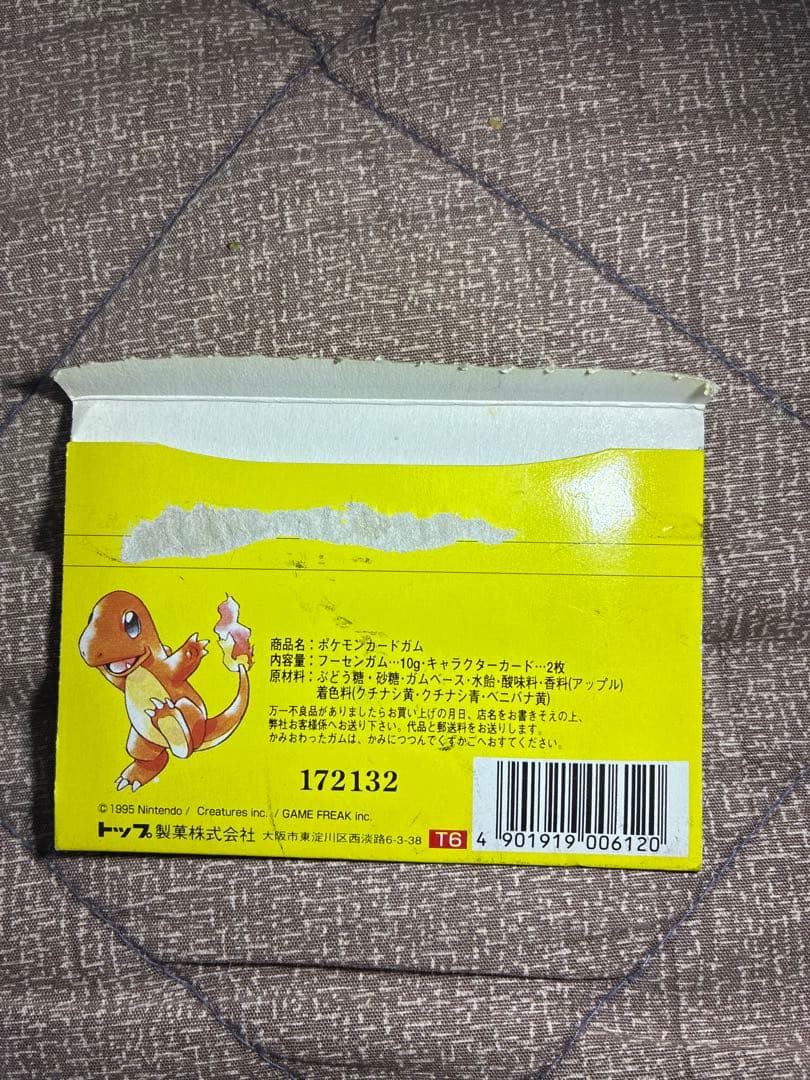 商品名：ポケモンカードガム
内容量：フーセンガム…10g・キャラクターカード…2枚
原材料：ぶどう糖・砂糖・ガムベース・水飴・酸味料・香料(アップル)
着色料(クチナシ黄・クチナシ青・ベニバナ黄)
万一不良品がありましたらお買い上げの月日、店名をお書きそえの上、
弊社お客様係へお送り下さい。代品と郵送料をお送りします。
かみおわったガムは、かみにつつんでくずかごへおすてください。
172132
©1995 Nintendo / Creatures inc. / GAME FREAK inc.
トップ製菓株式会社 大阪市東淀川区西淡路6-3-38 T6
4 901919 006120